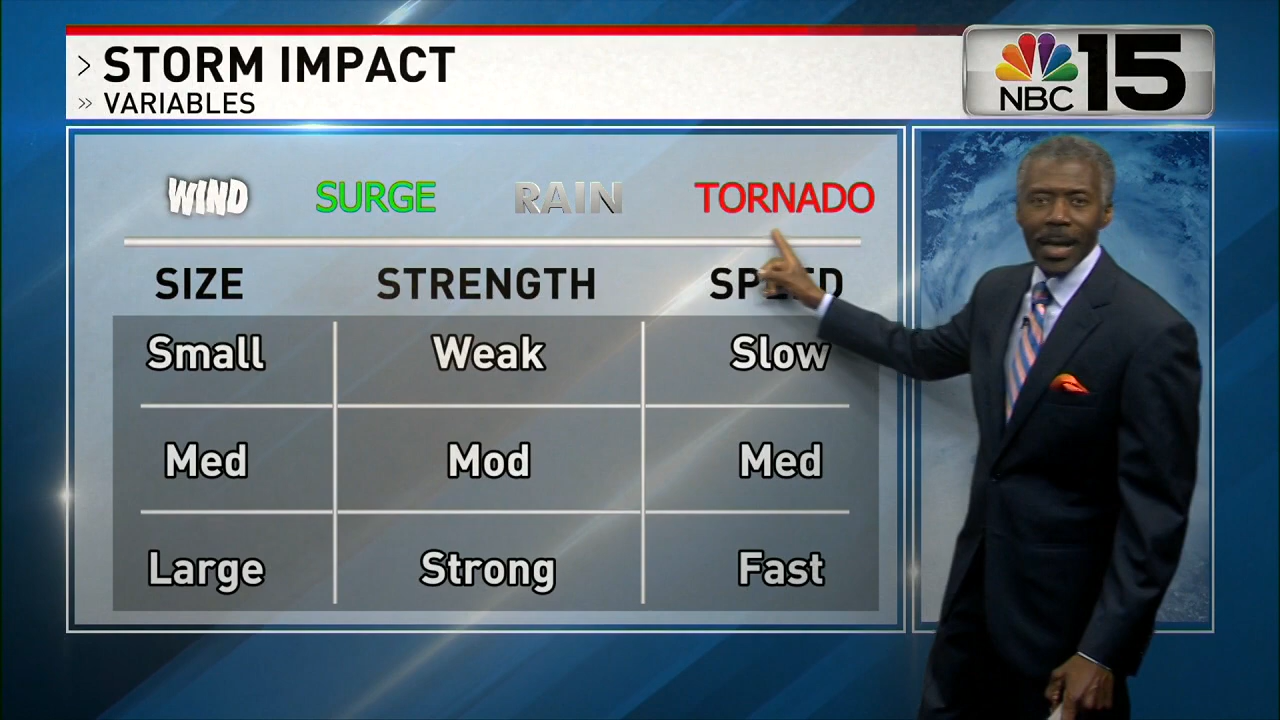 > STORM IMPACT
» VARIABLES
NBC 15
WIND SURGE RAIN TORNADO
SIZE STRENGTH SPEED
Small Weak Slow
Med Mod Med
Large Strong Fast